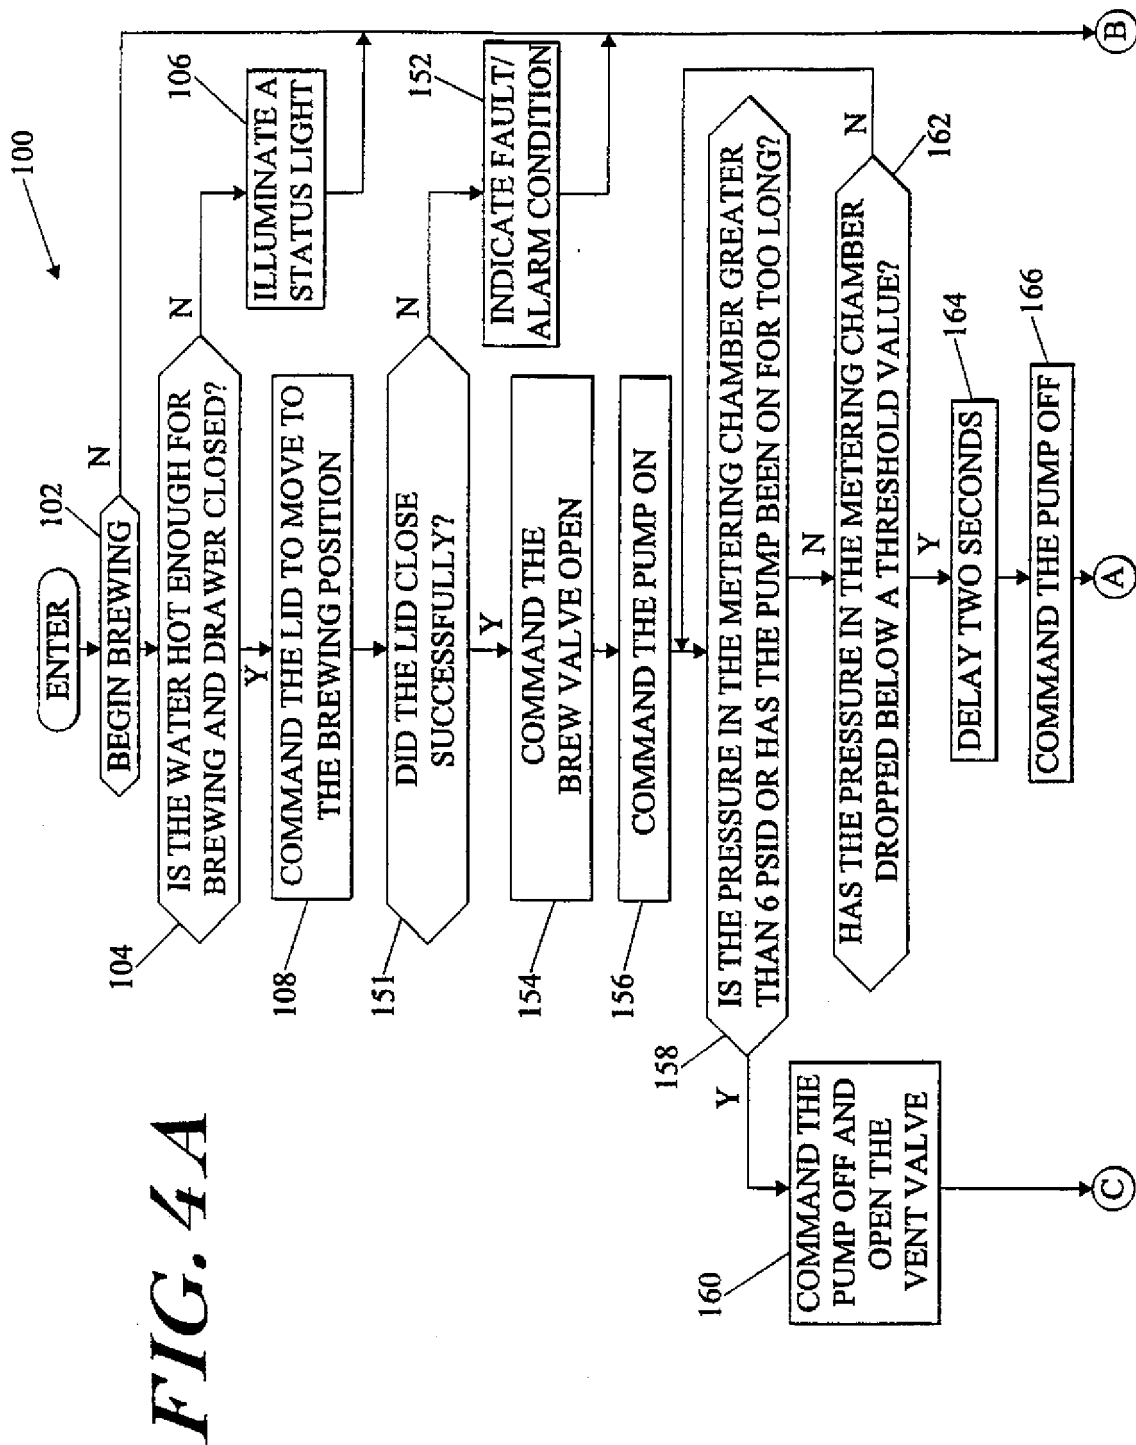 FIG. 4A
100
ENTER
102
BEGIN BREWING
N
104
IS THE WATER HOT ENOUGH FOR
BREWING AND DRAWER CLOSED?
N
106
ILLUMINATE A
STATUS LIGHT
Y
108
COMMAND THE LID TO MOVE TO
THE BREWING POSITION
151
DID THE LID CLOSE
SUCCESSFULLY?
N
152
INDICATE FAULT/
ALARM CONDITION
Y
154
COMMAND THE
BREW VALVE OPEN
156
COMMAND THE PUMP ON
158
IS THE PRESSURE IN THE METERING CHAMBER GREATER
THAN 6 PSID OR HAS THE PUMP BEEN ON FOR TOO LONG?
Y
160
COMMAND THE
PUMP OFF AND
OPEN THE
VENT VALVE
N
HAS THE PRESSURE IN THE METERING CHAMBER
DROPPED BELOW A THRESHOLD VALUE?
N
162
Y
164
DELAY TWO SECONDS
166
COMMAND THE PUMP OFF
C
A
B